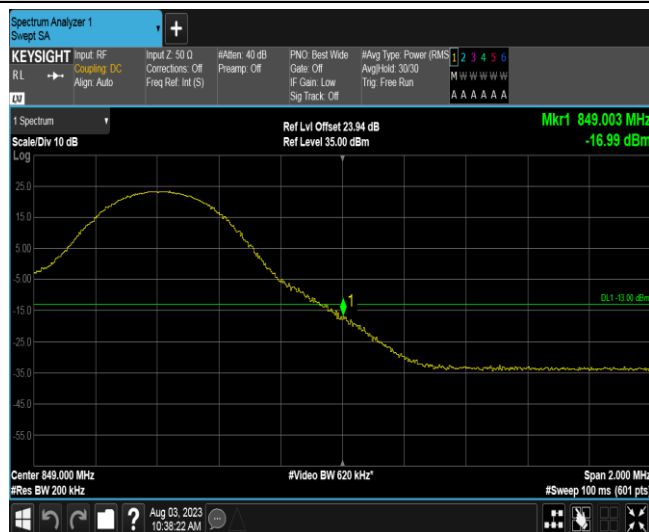 Spectrum Analyzer 1
Swept SA
+
KEYSIGHT
RL
LXI
Input: RF
Coupling: DC
Align: Auto
Input Z: 50 Ω
Corrections: Off
Freq Ref: Int (S)
#Atten: 40 dB
Preamp: Off
PNO: Best Wide
Gate: Off
IF Gain: Low
Sig Track: Off
#Avg Type: Power (RMS
Avg|Hold: 30/30
Trig: Free Run
1 2 3 4 5 6
M W W W W W
A A A A A A
1 Spectrum
Scale/Div 10 dB
Ref Lvl Offset 23.94 dB
Ref Level 35.00 dBm
Mkr1 849.003 MHz
-16.99 dBm
Log
25.0
15.0
5.00
-5.00
-15.0
-25.0
-35.0
-45.0
-55.0
1
DL1 -13.00 dBm
Center 849.000 MHz
#Res BW 200 kHz
#Video BW 620 kHz*
Span 2.000 MHz
#Sweep 100 ms (601 pts)
?
Aug 03, 2023
10:38:22 AM